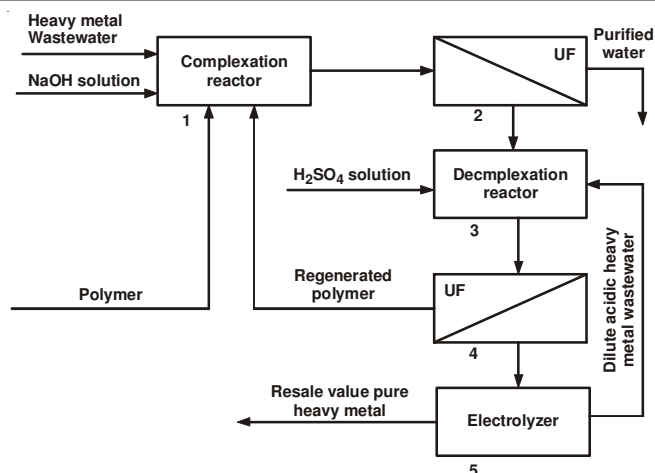 Heavy metal
Wastewater
NaOH solution
Complexation
reactor
1
UF
2
Purified
water
H₂SO₄ solution
Decmplexation
reactor
3
Dilute acidic heavy
metal wastewater
Polymer
Regenerated
polymer
UF
4
Resale value pure
heavy metal
Electrolyzer
5